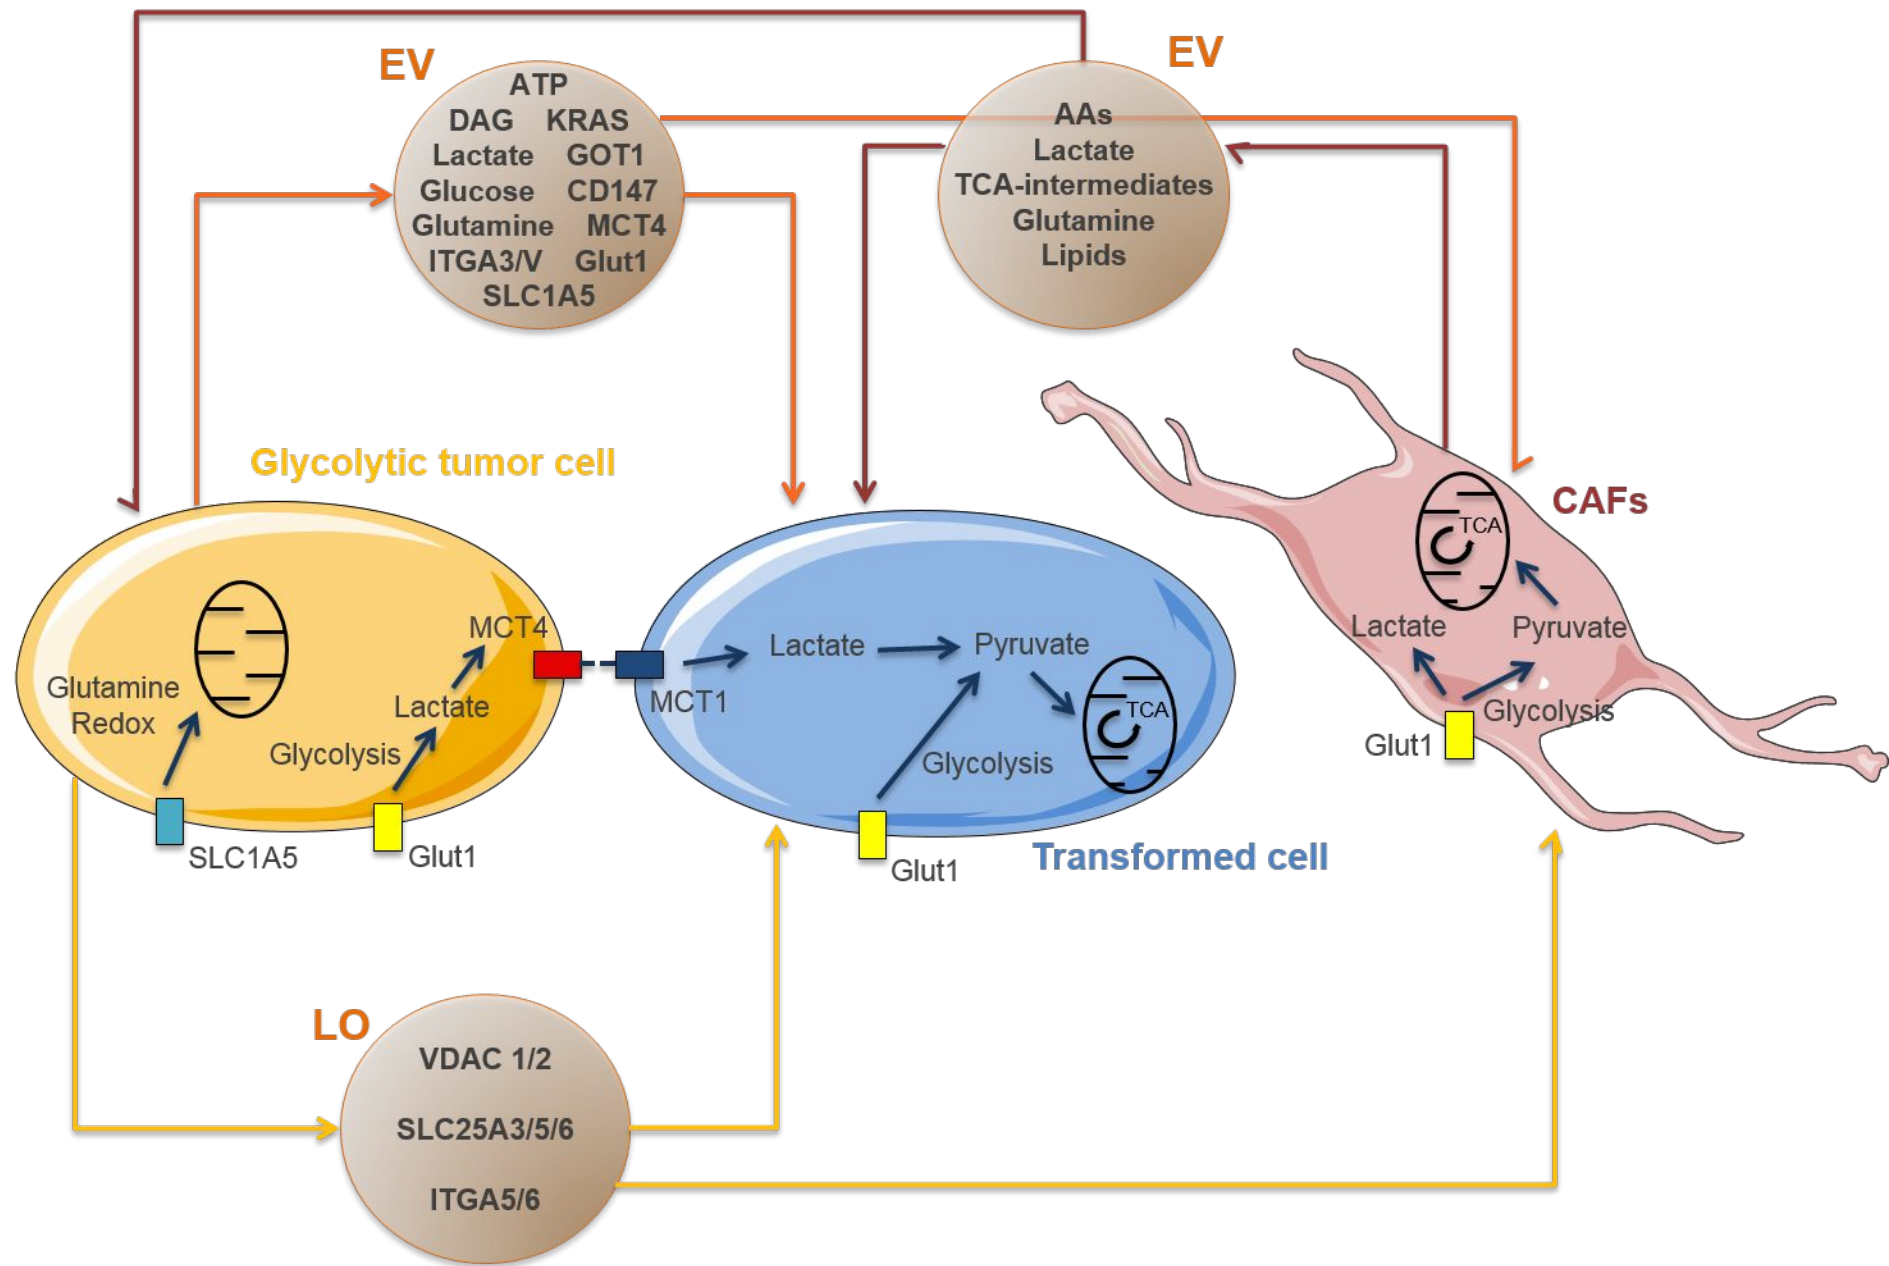 EV
ATP
DAG KRAS
Lactate GOT1
Glucose CD147
Glutamine MCT4
ITGA3/V Glut1
SLC1A5
EV
AAs
Lactate
TCA-intermediates
Glutamine
Lipids
Glycolytic tumor cell
MCT4
Glutamine
Redox
Lactate
Glycolysis
SLC1A5
Glut1
MCT1
Lactate
Pyruvate
TCA
Glycolysis
Glut1
Transformed cell
CAFs
TCA
Lactate
Pyruvate
Glycolysis
Glut1
LO
VDAC 1/2
SLC25A3/5/6
ITGA5/6